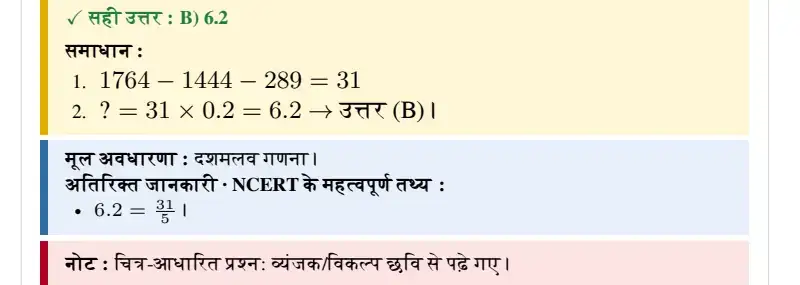 ✓ सही उत्तर : B) 6.2
समाधान :
1. 1764 − 1444 − 289 = 31
2. ? = 31 × 0.2 = 6.2 → उत्तर (B)।
मूल अवधारणा : दशमलव गणना।
अतिरिक्त जानकारी · NCERT के महत्वपूर्ण तथ्य :
• 6.2 = 31/5 ।
नोट : चित्र-आधारित प्रश्न: व्यंजक/विकल्प छवि से पढ़े गए।